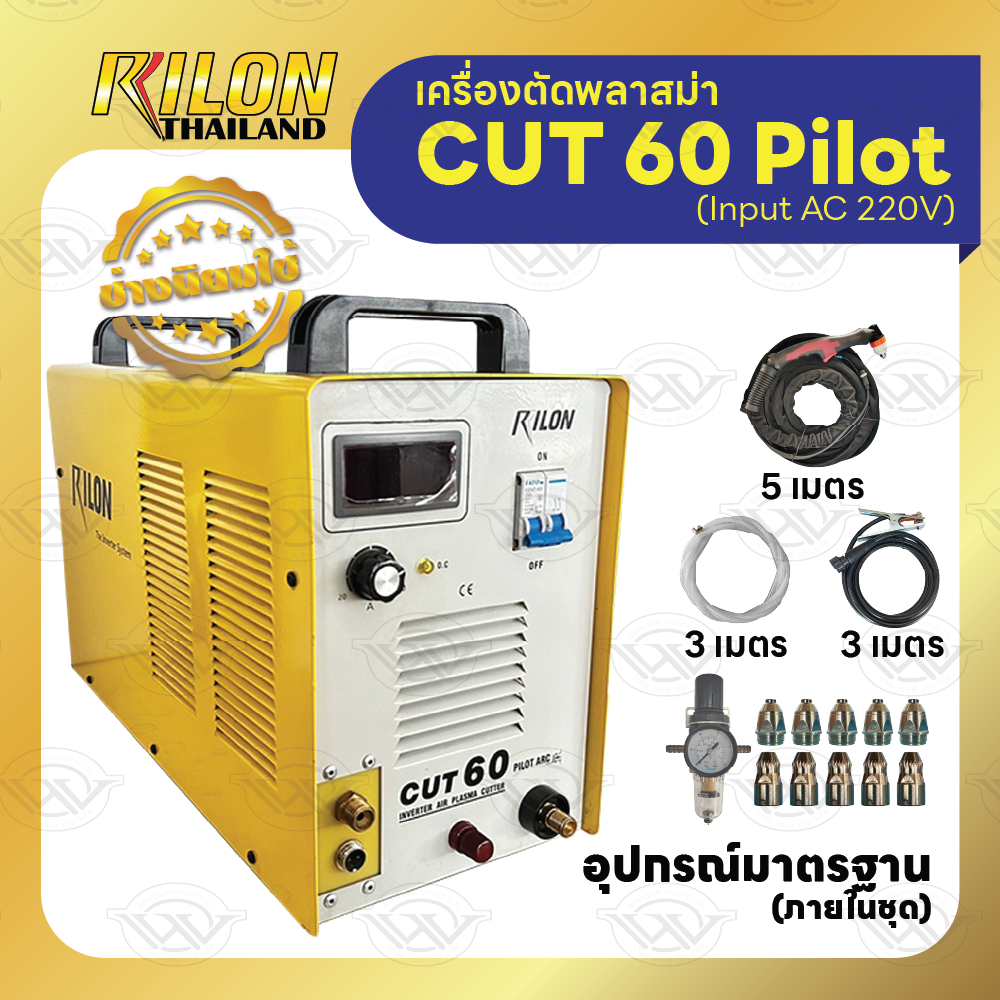 RILON
THAILAND
เครื่องตัดพลาสม่า
CUT 60 Pilot
(Input AC 220V)
ช่างนิยมใช้
RILON
ON
OFF
O.C
20
A
CE
RILON
The Inverter System
CUT 60 PILOT ARC
INVERTER AIR PLASMA CUTTER
5 เมตร
3 เมตร
3 เมตร
อุปกรณ์มาตรฐาน
(ภายในชุด)